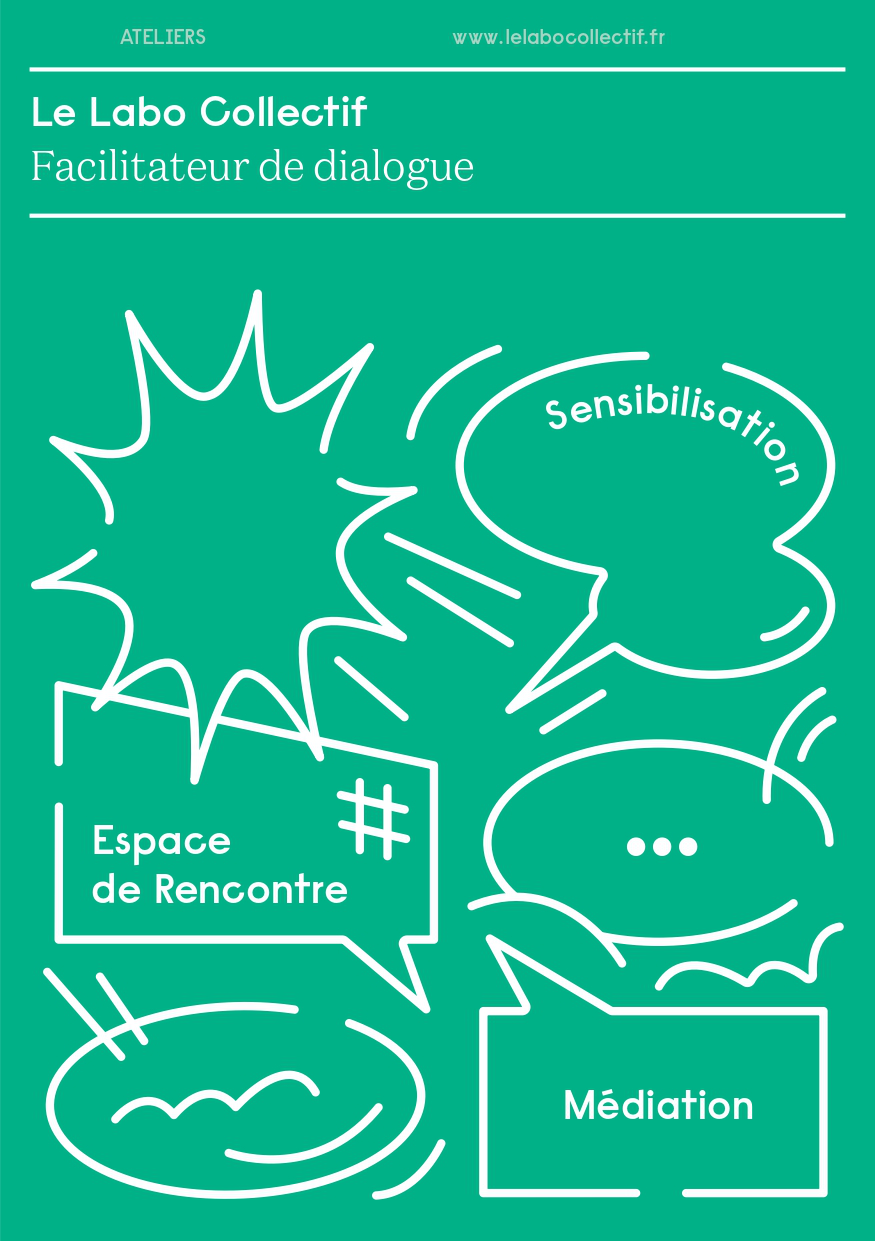 ATELIERS
www.lelabocollectif.fr
Le Labo Collectif
Facilitateur de dialogue
Sensibilisation
Espace
de Rencontre
#
...
Médiation